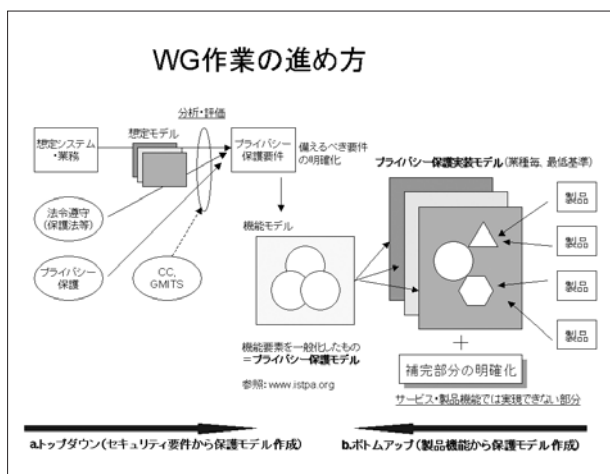 WG作業の進め方
分析・評価
想定システム
・業務
想定モデル
プライバシー
保護要件
備えるべき要件
の明確化
プライバシー保護実装モデル(業種毎、最低基準)
法令遵守
(保護法等)
プライバシー
保護
CC,
GMITS
機能モデル
製品
製品
製品
製品
機能要素を一般化したもの
=プライバシー保護モデル
参照：www.istpa.org
+
補完部分の明確化
サービス・製品機能では実現できない部分
a.トップダウン(セキュリティ要件から保護モデル作成)
b.ボトムアップ(製品機能から保護モデル作成)